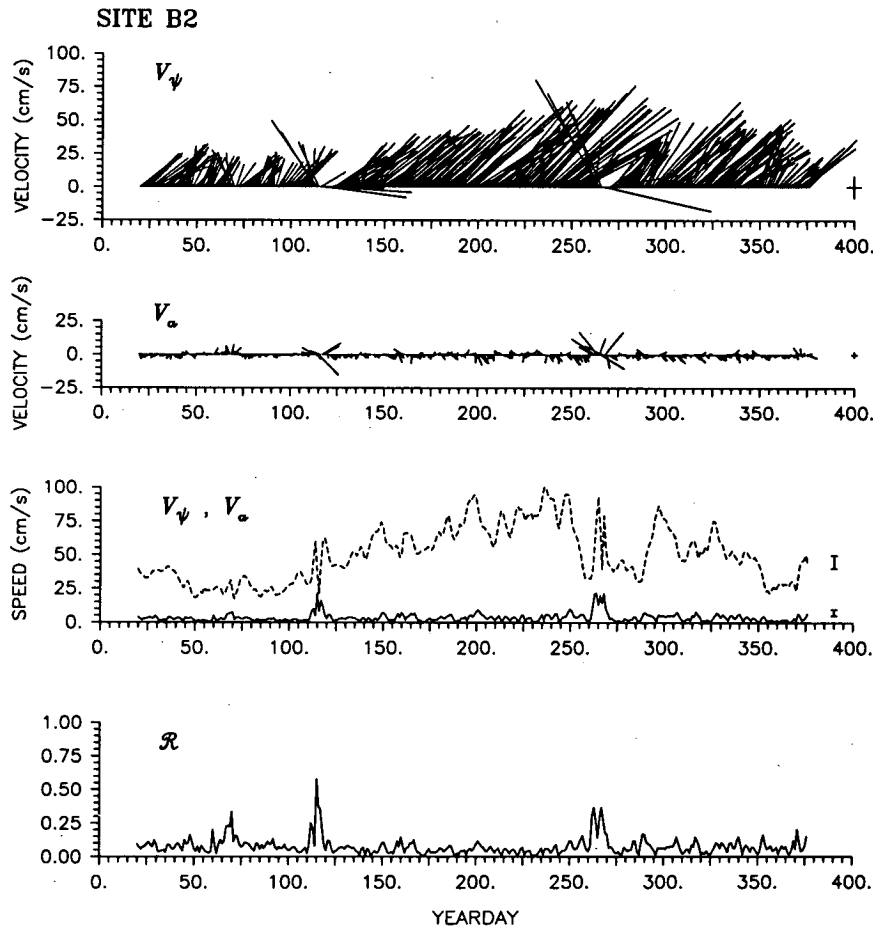 SITE B2
VELOCITY (cm/s)
100.
75.
50.
25.
0.
−25.
V_ψ
0. 50. 100. 150. 200. 250. 300. 350. 400.
VELOCITY (cm/s)
25.
0.
−25.
V_α
0. 50. 100. 150. 200. 250. 300. 350. 400.
SPEED (cm/s)
100.
75.
50.
25.
0.
V_ψ , V_α
0. 50. 100. 150. 200. 250. 300. 350. 400.
1.00
0.75
0.50
0.25
0.00
ℛ
0. 50. 100. 150. 200. 250. 300. 350. 400.
YEARDAY